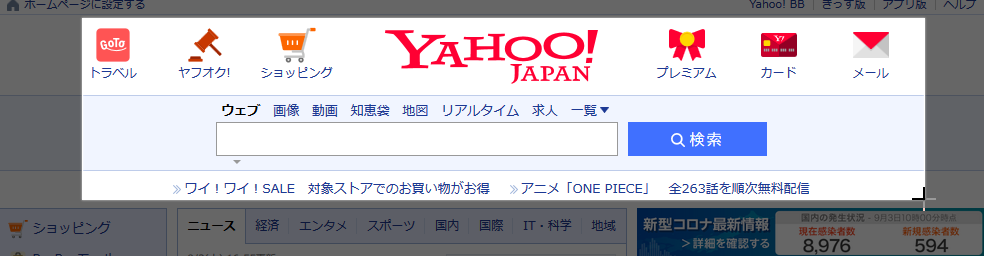 ホームページに設定する
Yahoo! BB きっず版 アプリ版 ヘルプ
GoTo
トラベル ヤフオク! ショッピング
YAHOO!
JAPAN
Y!
プレミアム カード メール
ウェブ 画像 動画 知恵袋 地図 リアルタイム 求人 一覧▼
検索
ワイ!ワイ!SALE 対象ストアでのお買い物がお得 アニメ「ONE PIECE」 全263話を順次無料配信
ショッピング
ニュース 経済 エンタメ スポーツ 国内 国際 IT・科学 地域
新型コロナ最新情報
>詳細を確認する
国内の発生状況・9月3日10時00分時点
現在感染者数 新規感染者数
8,976 594